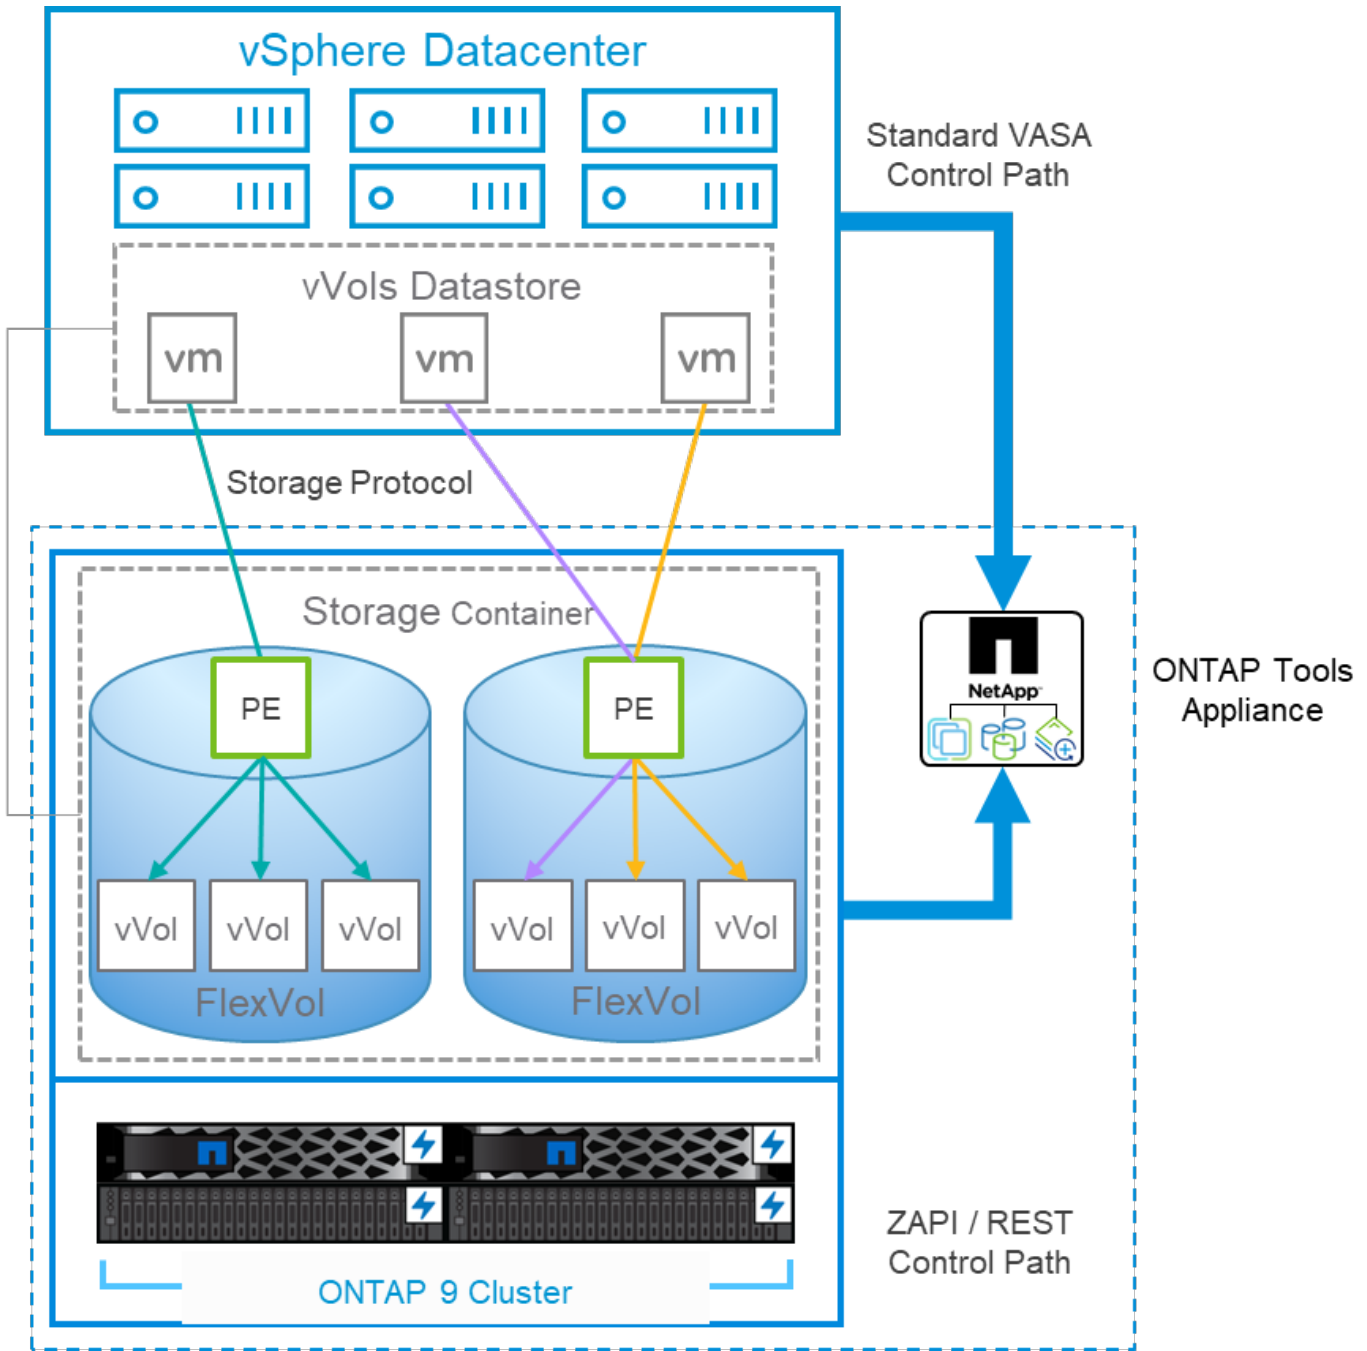 vSphere Datacenter
Standard VASA
Control Path
vVols Datastore
vm
vm
vm
Storage Protocol
Storage Container
PE
PE
NetApp
ONTAP Tools
Appliance
vVol
vVol
vVol
vVol
vVol
vVol
FlexVol
FlexVol
ZAPI / REST
Control Path
ONTAP 9 Cluster